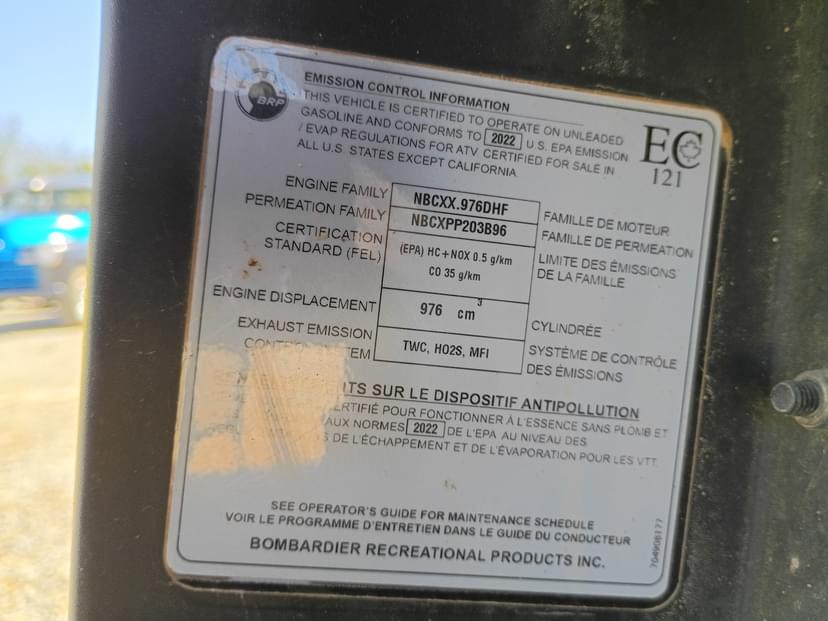 BRP
EMISSION CONTROL INFORMATION
THIS VEHICLE IS CERTIFIED TO OPERATE ON UNLEADED
GASOLINE AND CONFORMS TO 2022 U.S. EPA EMISSION
/ EVAP REGULATIONS FOR ATV. CERTIFIED FOR SALE IN
ALL U.S. STATES EXCEPT CALIFORNIA.
EC
121
ENGINE FAMILY NBCXX.976DHF FAMILLE DE MOTEUR
PERMEATION FAMILY NBCXPP203B96 FAMILLE DE PERMEATION
CERTIFICATION (EPA) HC+NOX 0.5 g/km LIMITE DES ÉMISSIONS
STANDARD (FEL) CO 35 g/km DE LA FAMILLE
ENGINE DISPLACEMENT 976 cm³ CYLINDRÉE
EXHAUST EMISSION TWC, HO2S, MFI SYSTÈME DE CONTRÔLE
DES ÉMISSIONS
SUR LE DISPOSITIF ANTIPOLLUTION
POUR FONCTIONNER À L'ESSENCE SANS PLOMB ET
AUX NORMES 2022 DE L'EPA AU NIVEAU DES
DE L'ÉCHAPPEMENT ET DE L'ÉVAPORATION POUR LES VTT.
SEE OPERATOR'S GUIDE FOR MAINTENANCE SCHEDULE
VOIR LE PROGRAMME D'ENTRETIEN DANS LE GUIDE DU CONDUCTEUR
BOMBARDIER RECREATIONAL PRODUCTS INC.
704906177